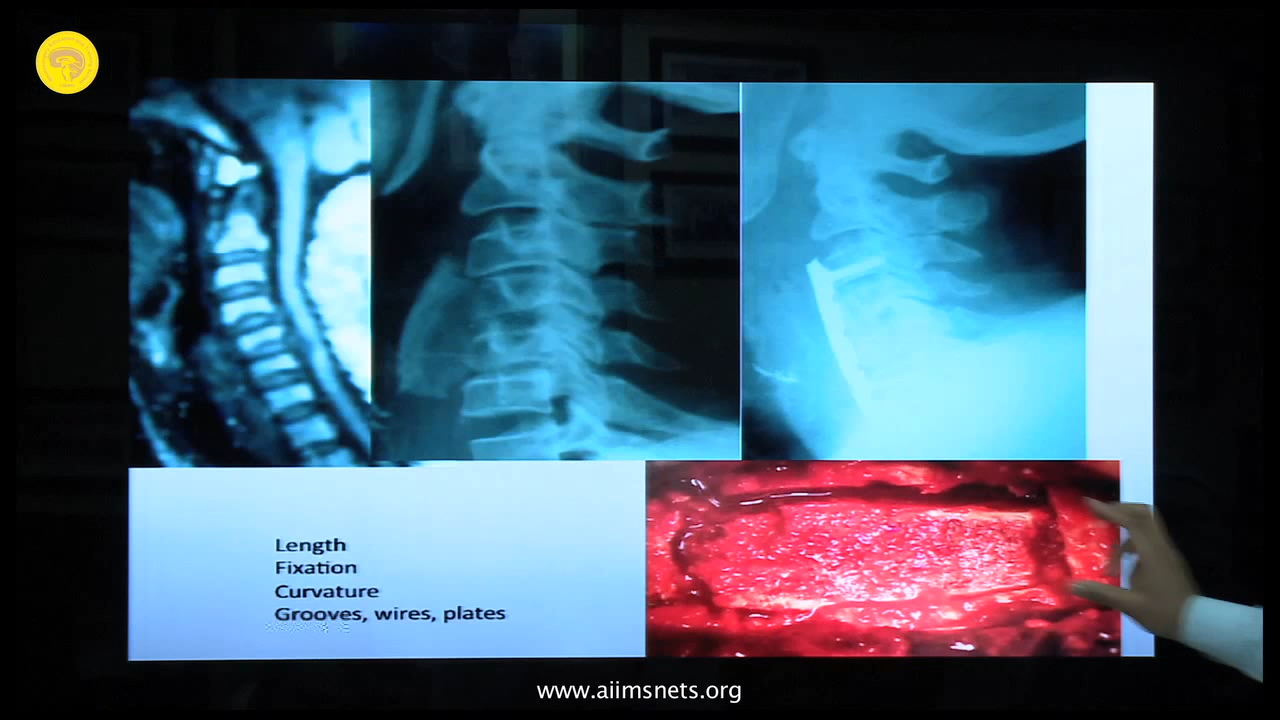 Length
Fixation
Curvature
Grooves, wires, plates
www.aiimsnets.org